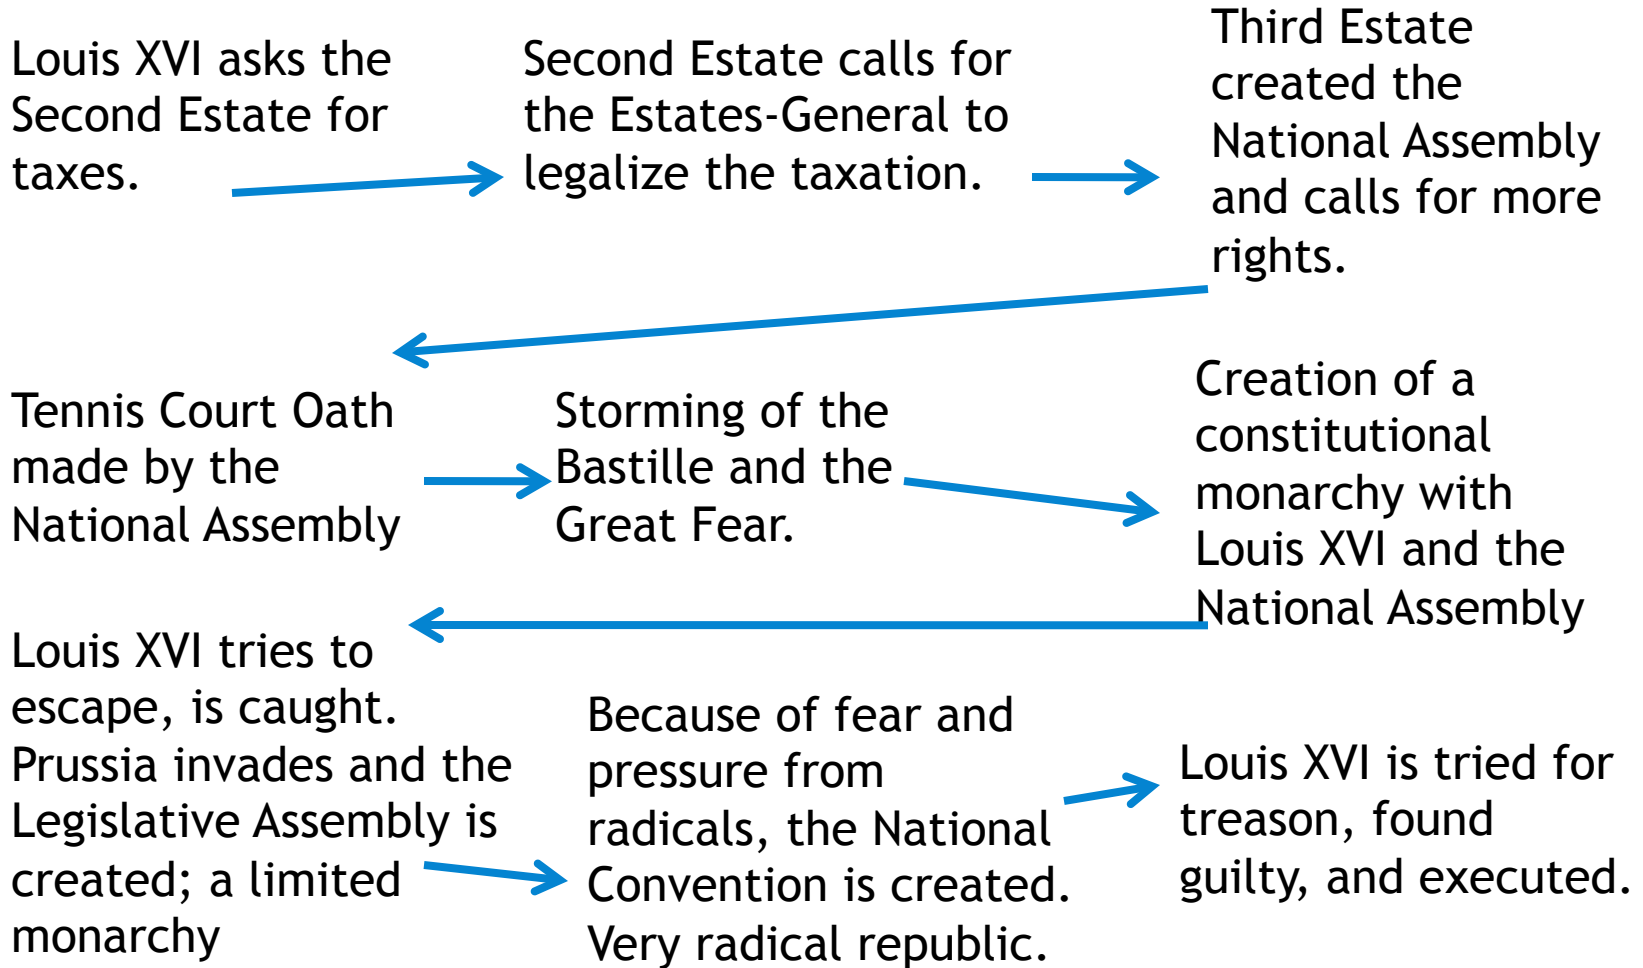 Louis XVI asks the
Second Estate for
taxes.
Second Estate calls for
the Estates-General to
legalize the taxation.
Third Estate
created the
National Assembly
and calls for more
rights.
Tennis Court Oath
made by the
National Assembly
Storming of the
Bastille and the
Great Fear.
Creation of a
constitutional
monarchy with
Louis XVI and the
National Assembly
Louis XVI tries to
escape, is caught.
Prussia invades and the
Legislative Assembly is
created; a limited
monarchy
Because of fear and
pressure from
radicals, the National
Convention is created.
Very radical republic.
Louis XVI is tried for
treason, found
guilty, and executed.